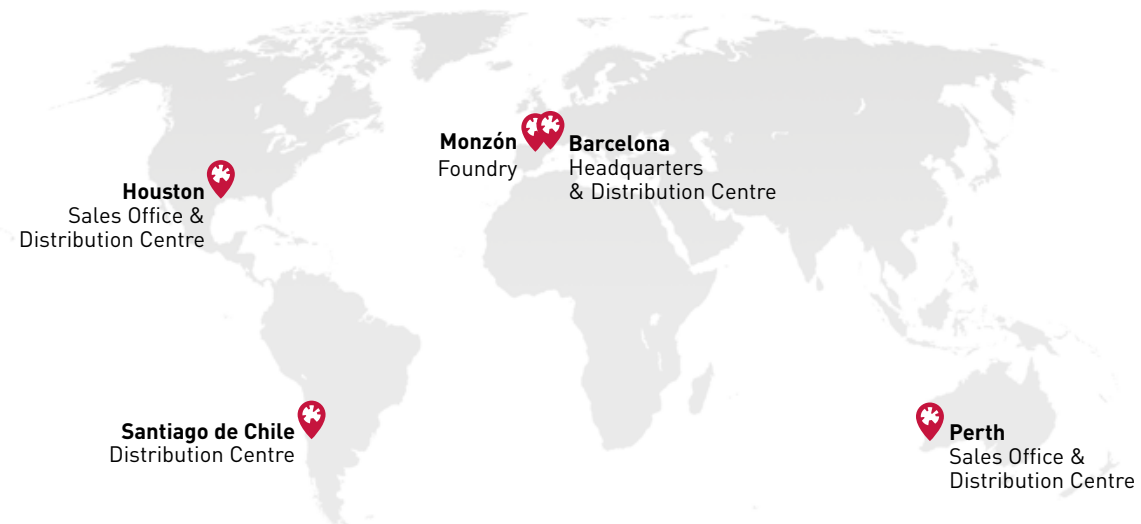 Monzón
Foundry
Barcelona
Headquarters
& Distribution Centre
Houston
Sales Office &
Distribution Centre
Santiago de Chile
Distribution Centre
Perth
Sales Office &
Distribution Centre